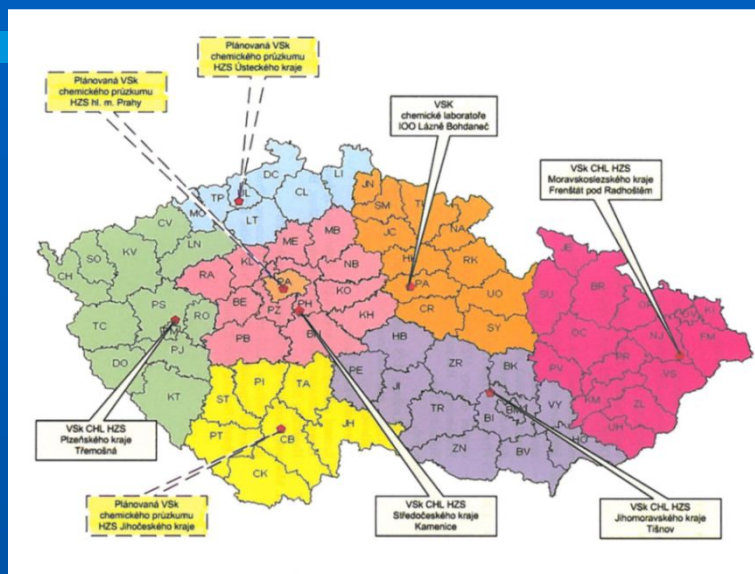 Plánovaná VSk
chemického průzkumu
HZS Ústeckého kraje
Plánovaná VSk
chemického průzkumu
HZS hl. m. Prahy
VSK
chemické laboratoře
IOO Lázně Bohdaneč
VSk CHL HZS
Moravskoslezského kraje
Frenštát pod Radhoštěm
DC
LI
TP
UL
CL
MO
LT
JN
SM
TU
NA
JC
HK
RK
PA
UO
CR
SY
CV
LN
SO
KV
CH
PS
RO
TC
PJ
DO
KT
ME
MB
KL
RA
NB
BE
PZ
PH
KO
KH
PB
BN
PA
JE
SU
BR
OC
NJ
FM
PR
PV
VS
KM
ZL
UH
HB
ZR
BK
PE
JI
TR
BI
VY
ZN
BV
HO
PI
TA
ST
JH
PT
CB
CK
VSk CHL HZS
Plzeňského kraje
Třemošná
Plánovaná VSk
chemického průzkumu
HZS Jihočeského kraje
VSk CHL HZS
Středočeského kraje
Kamenice
VSk CHL HZS
Jihomoravského kraje
Tišnov